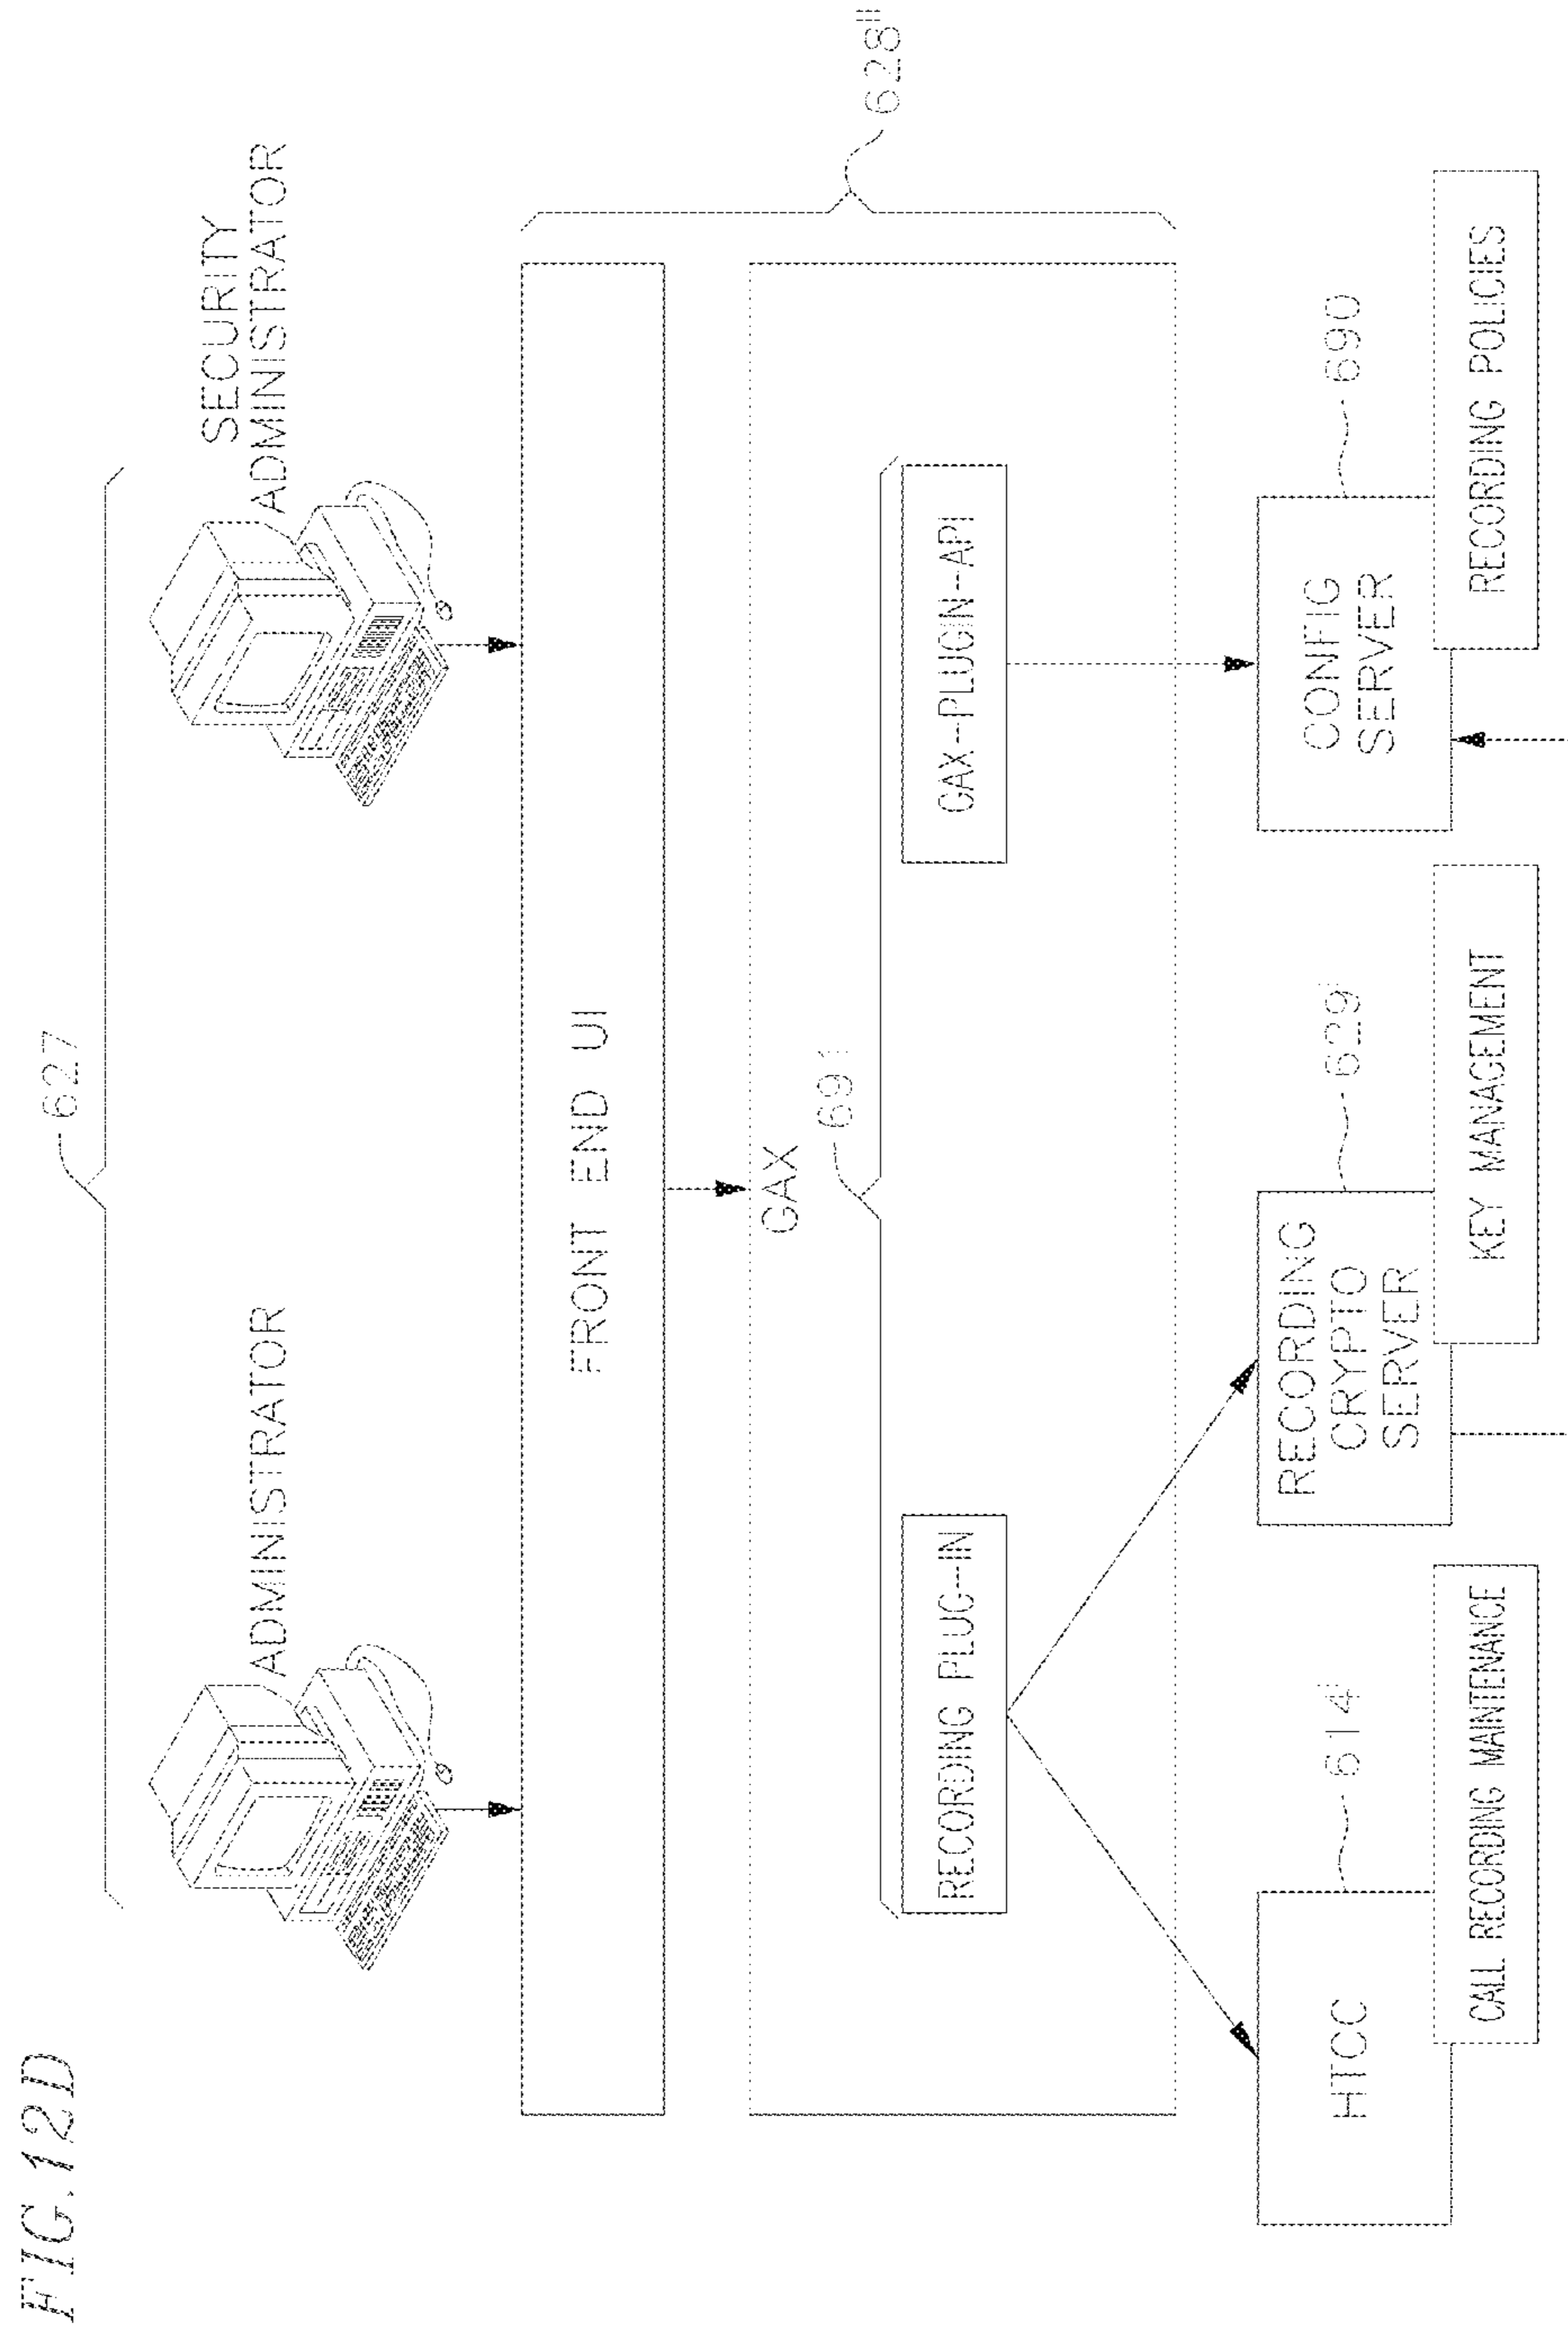 FIG. 12D
627
ADMINISTRATOR
SECURITY
ADMINISTRATOR
FRONT END UI
628"
GAX
691
RECORDING PLUG-IN
GAX-PLUGIN-API
614'
629'
690
HTCC
RECORDING
CRYPTO
SERVER
CONFIG
SERVER
CALL RECORDING MAINTENANCE
KEY MANAGEMENT
RECORDING POLICIES